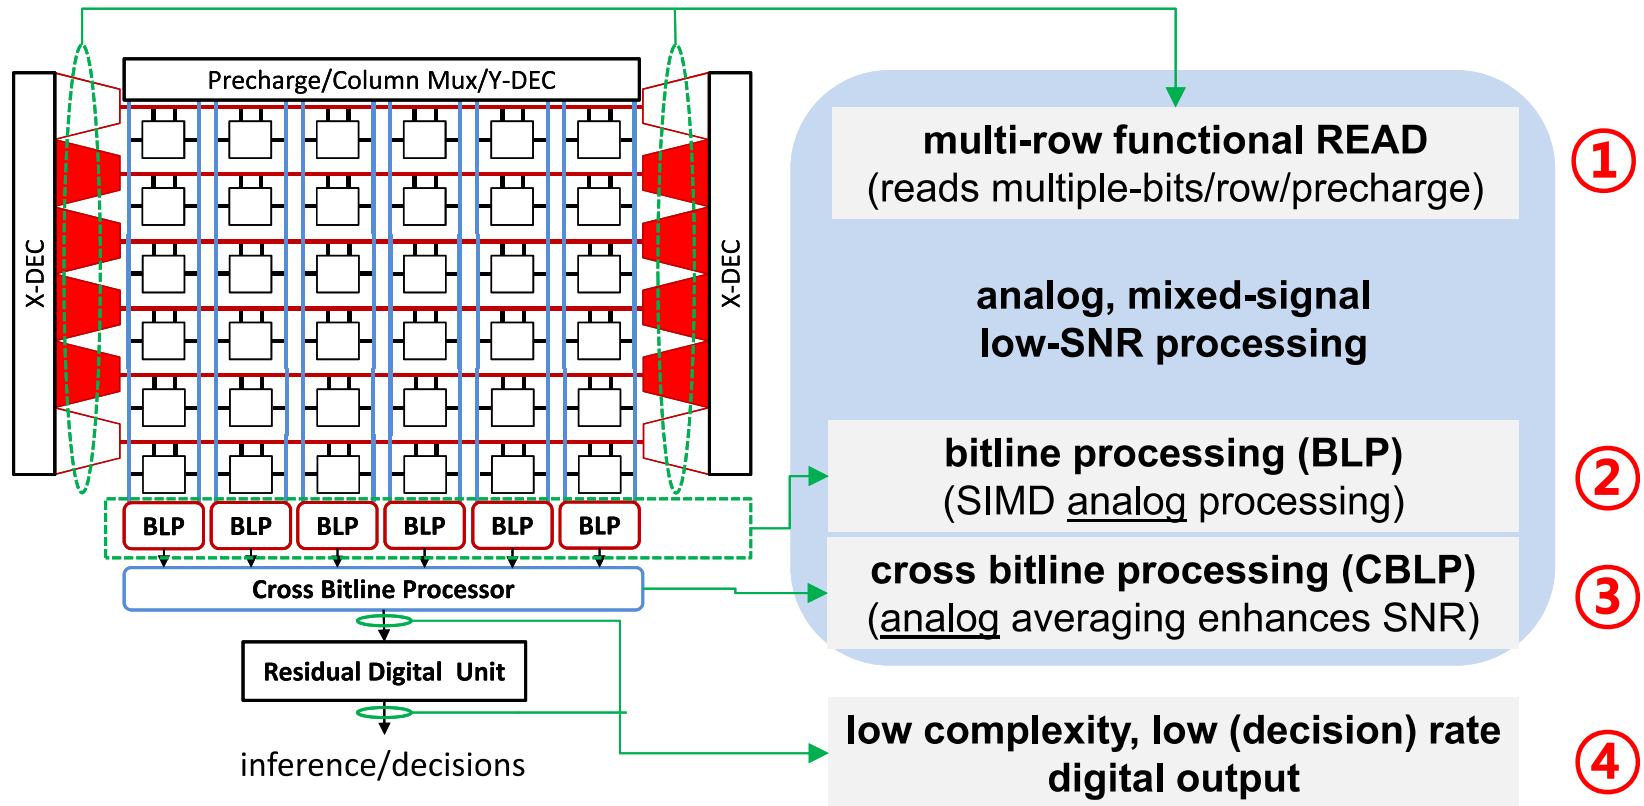 Precharge/Column Mux/Y-DEC
X-DEC
X-DEC
BLP BLP BLP BLP BLP BLP
Cross Bitline Processor
Residual Digital Unit
inference/decisions
multi-row functional READ
(reads multiple-bits/row/precharge)
1
analog, mixed-signal
low-SNR processing
bitline processing (BLP)
(SIMD analog processing)
2
cross bitline processing (CBLP)
(analog averaging enhances SNR)
3
low complexity, low (decision) rate
digital output
4